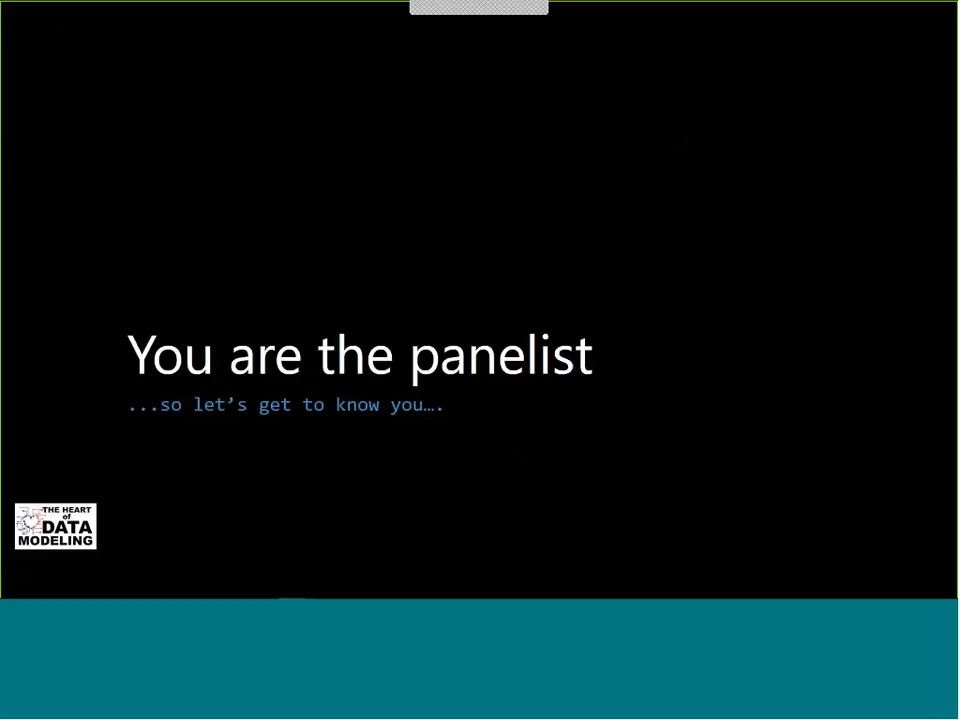 You are the panelist
...so let’s get to know you….
THE HEART
of
DATA
MODELING